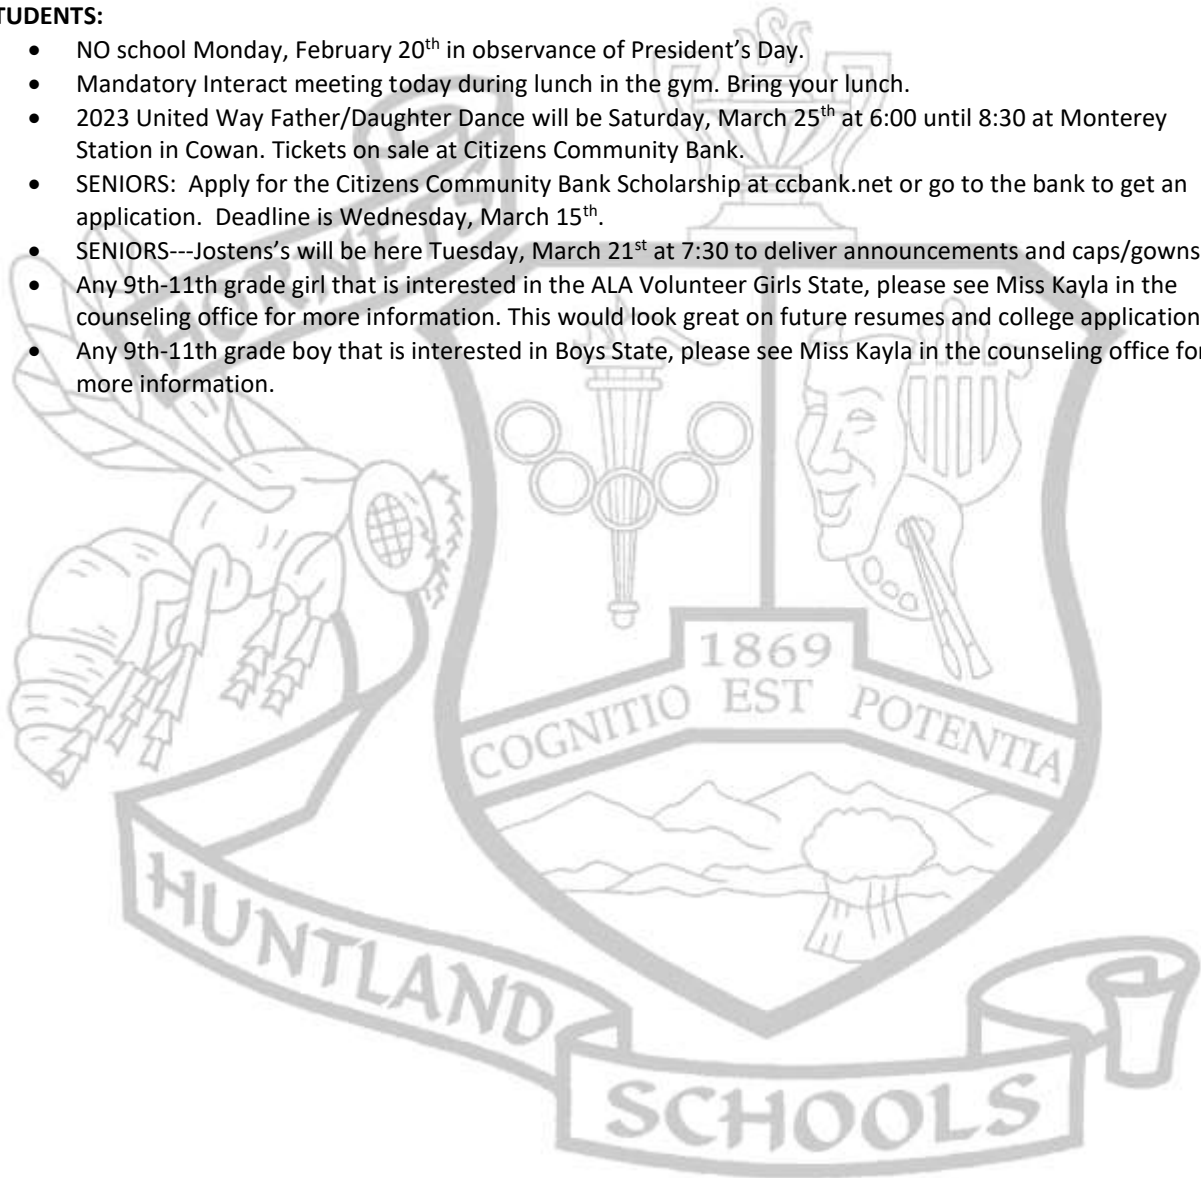 TUDENTS:
• NO school Monday, February 20th in observance of President's Day.
• Mandatory Interact meeting today during lunch in the gym. Bring your lunch.
• 2023 United Way Father/Daughter Dance will be Saturday, March 25th at 6:00 until 8:30 at Monterey
Station in Cowan. Tickets on sale at Citizens Community Bank.
• SENIORS: Apply for the Citizens Community Bank Scholarship at ccbank.net or go to the bank to get an
application. Deadline is Wednesday, March 15th.
• SENIORS---Jostens's will be here Tuesday, March 21st at 7:30 to deliver announcements and caps/gowns
• Any 9th-11th grade girl that is interested in the ALA Volunteer Girls State, please see Miss Kayla in the
counseling office for more information. This would look great on future resumes and college application
• Any 9th-11th grade boy that is interested in Boys State, please see Miss Kayla in the counseling office for
more information.
HORNETS
1869
COGNITIO EST POTENTIA
HUNTLAND
SCHOOLS